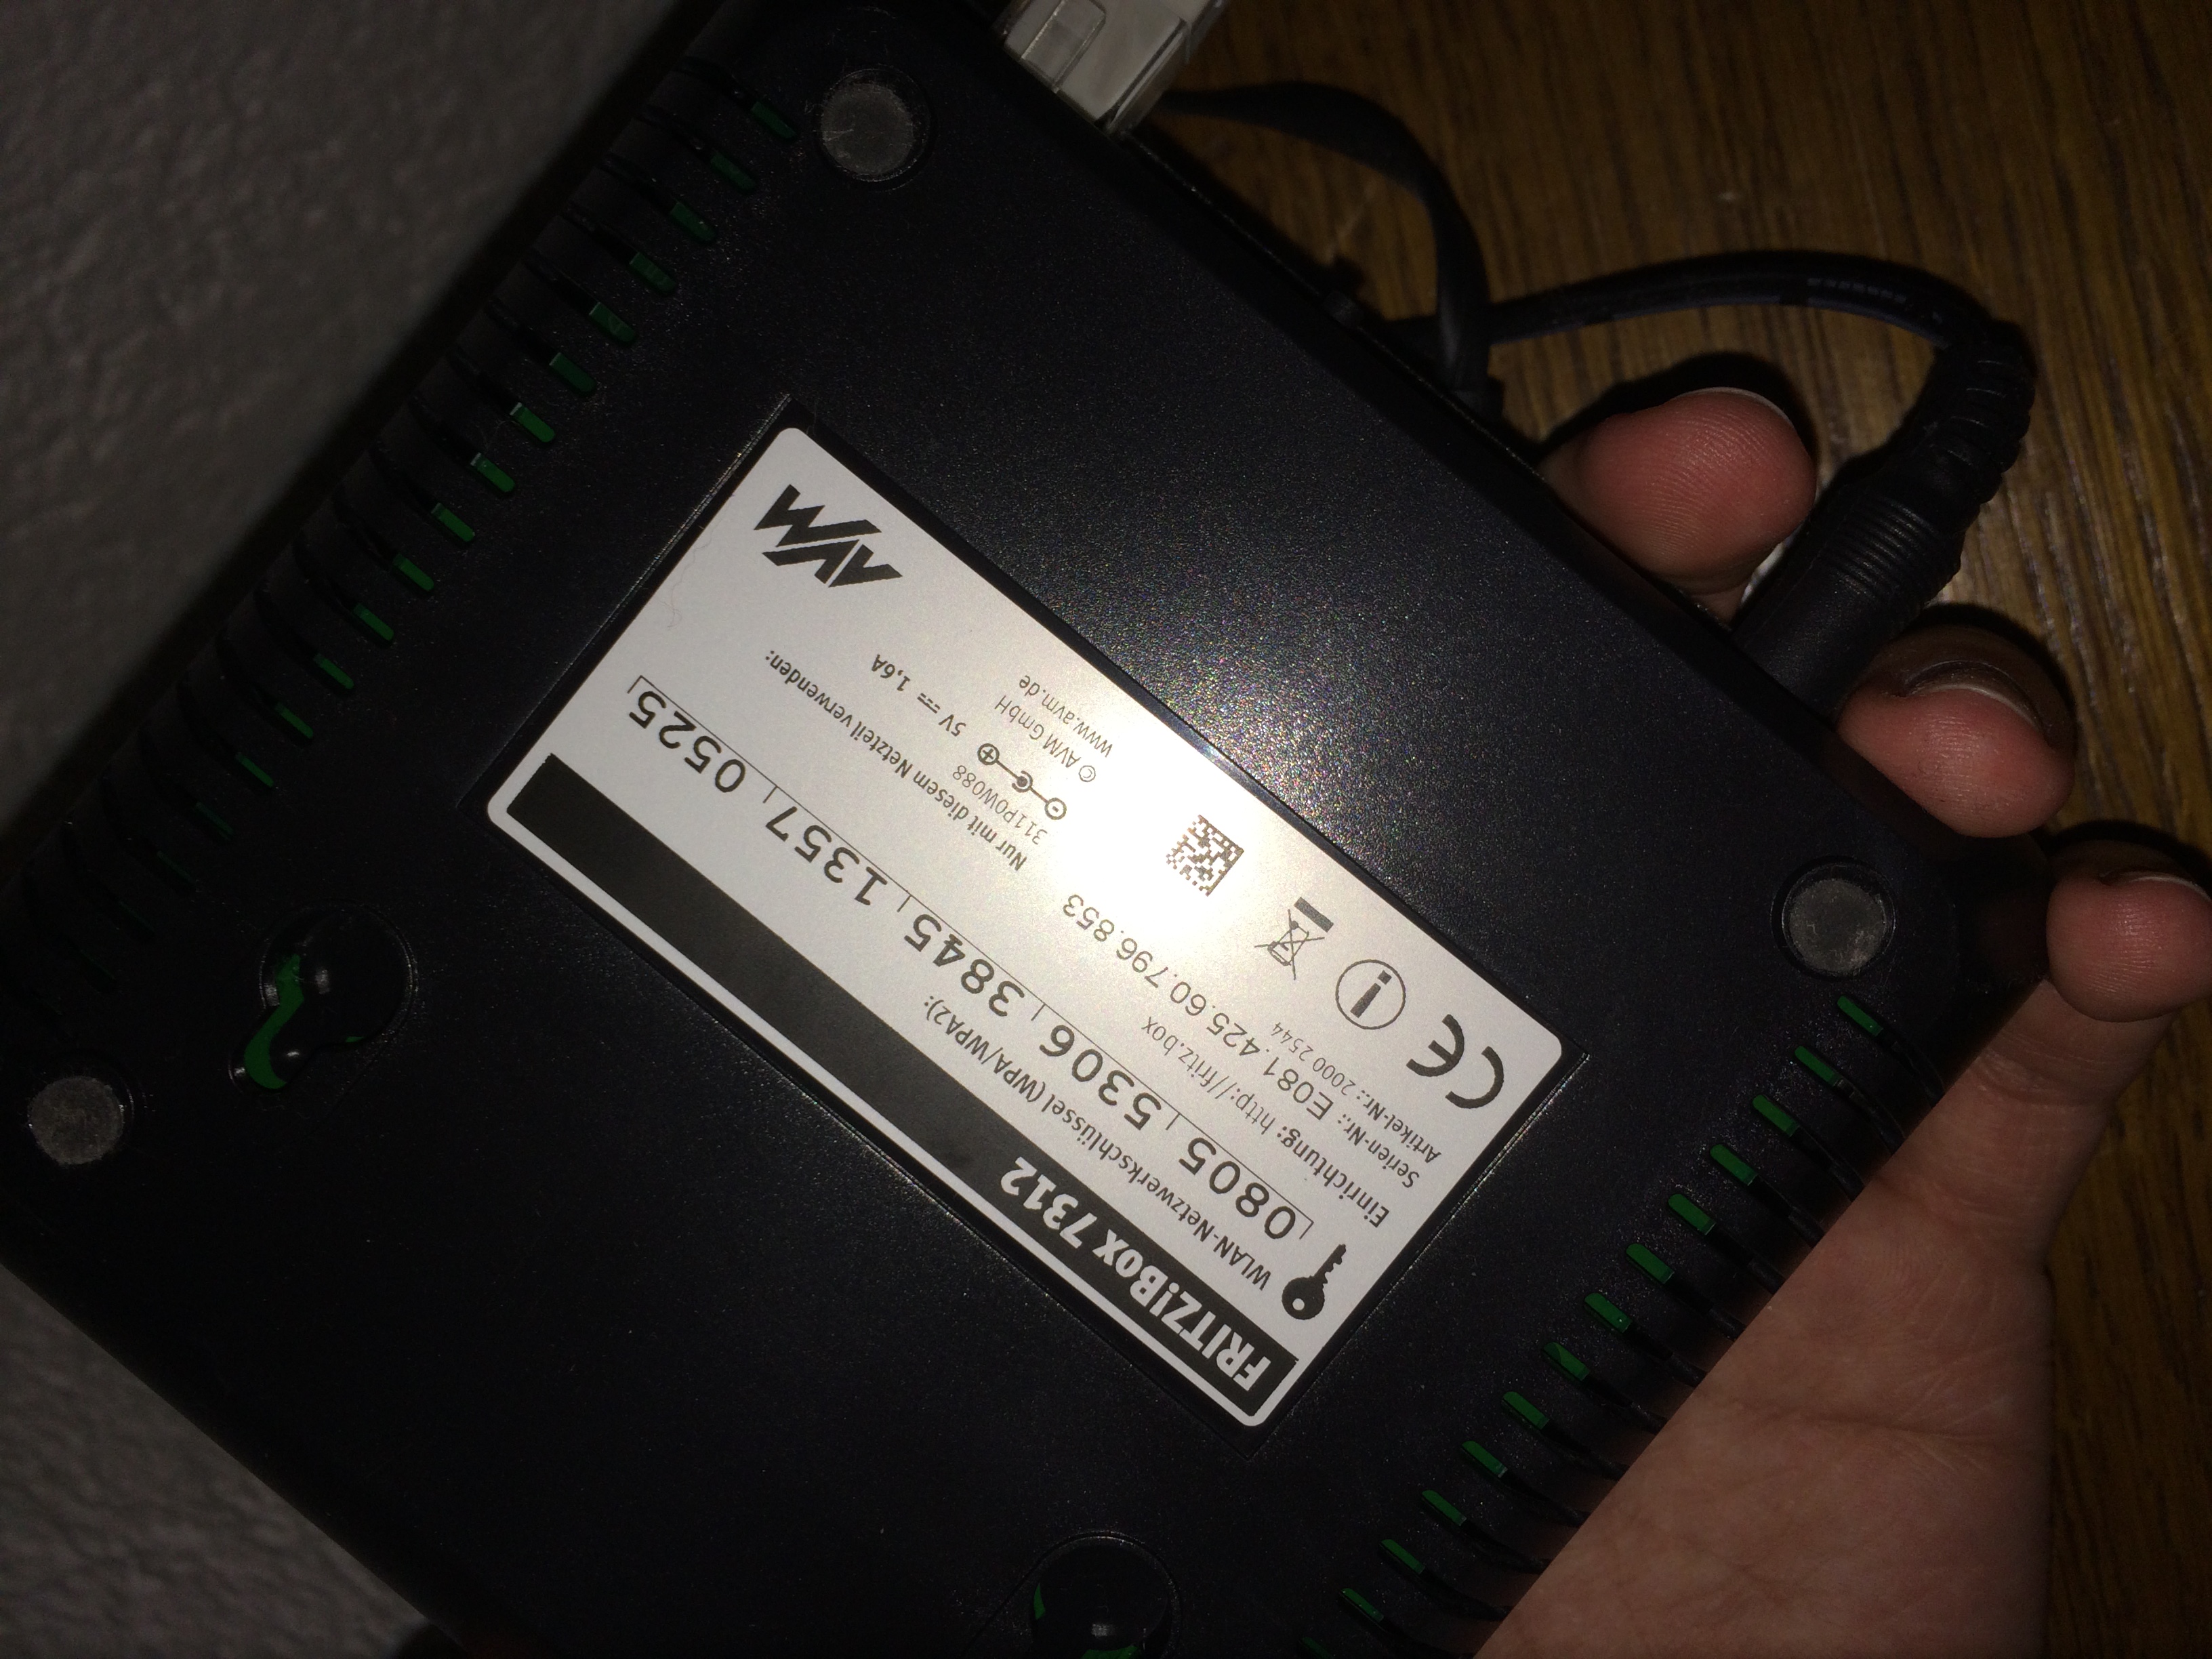 FRITZ!Box 7312
WLAN-Netzwerkschlüssel (WPA/WPA2):
0805 5306 3845 1357 0525
Einrichtung: http://fritz.box
Serien-Nr.: E081.425.60.796.853
Artikel-Nr.: 2000 2544
Nur mit diesem Netzteil verwenden:
311P0W088
5V 1,6A
© AVM GmbH
www.avm.de
CE
i
AVM